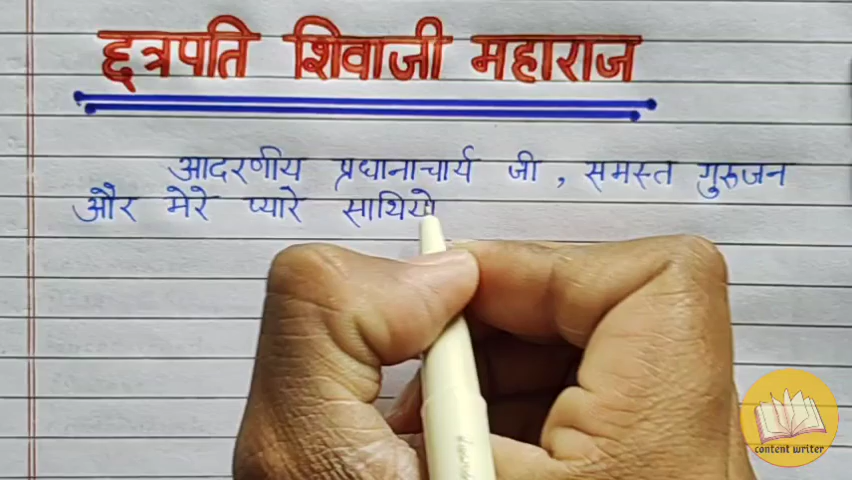 छत्रपति शिवाजी महाराज
आदरणीय प्रधानाचार्य जी , समस्त गुरुजन
और मेरे प्यारे साथियो
content writer